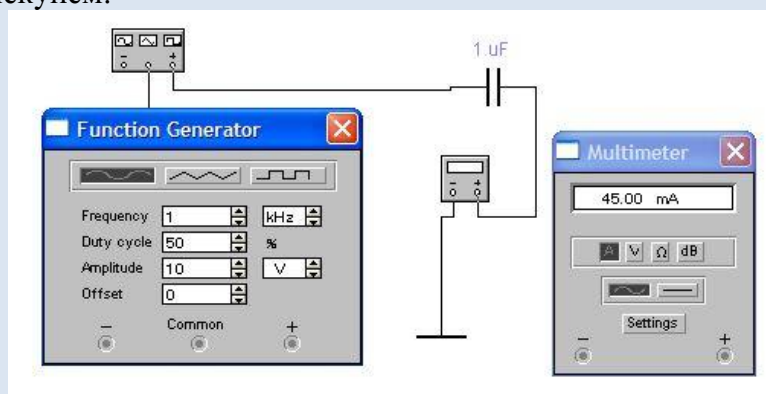 1 uF
Function Generator
Multimeter
45.00 mA
Frequency 1 kHz
Duty cycle 50 %
Amplitude 10 V
Offset 0
A V Ω dB
Settings
− Common +
− +